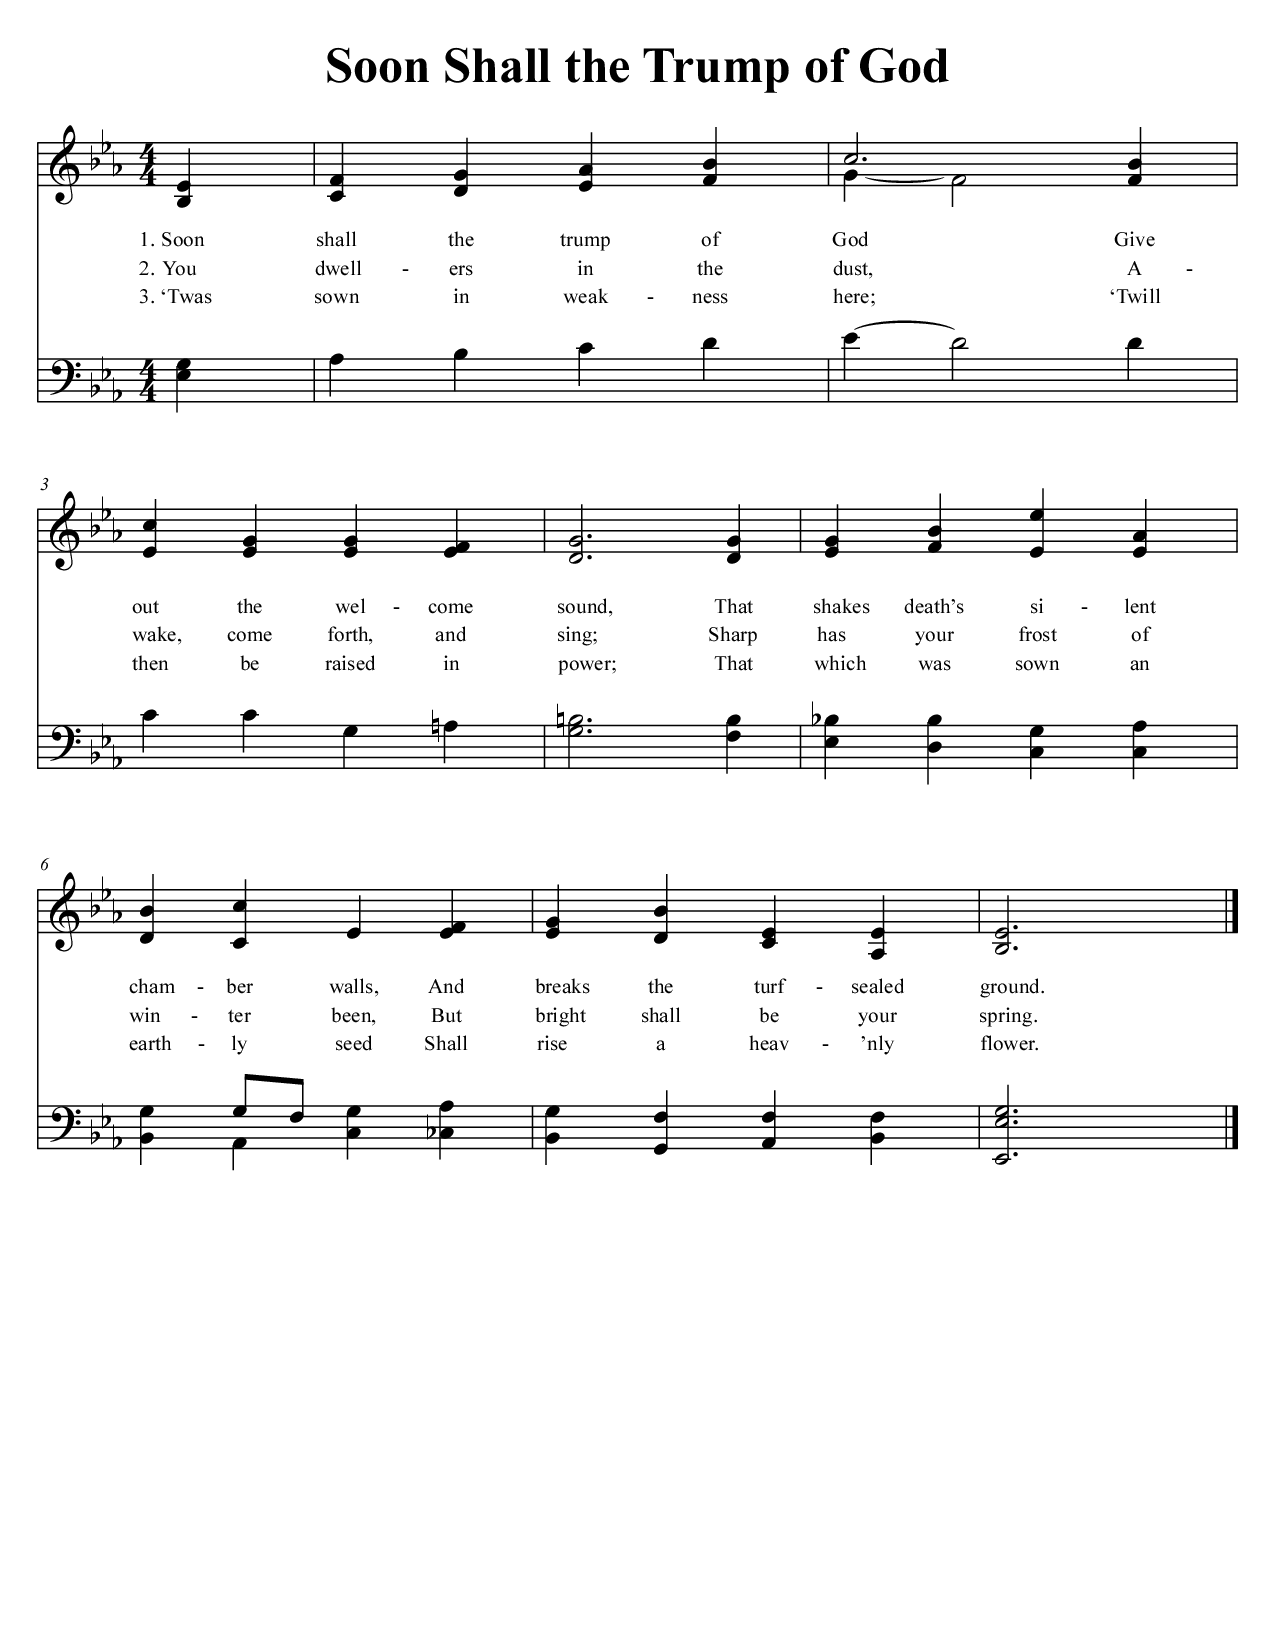 Soon Shall the Trump of God
1. Soon shall the trump of God Give
2. You dwell - ers in the dust, A -
3. ‘Twas sown in weak - ness here; ‘Twill
3
out the wel - come sound, That shakes death’s si - lent
wake, come forth, and sing; Sharp has your frost of
then be raised in power; That which was sown an
6
cham - ber walls, And breaks the turf - sealed ground.
win - ter been, But bright shall be your spring.
earth - ly seed Shall rise a heav - ’nly flower.